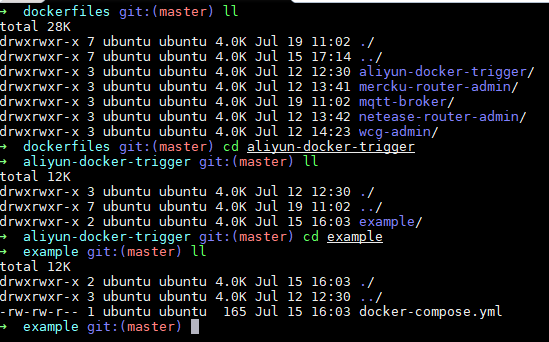 → dockerfiles git:(master) ll
total 28K
drwxrwxr-x 7 ubuntu ubuntu 4.0K Jul 19 11:02 ./
drwxrwxr-x 7 ubuntu ubuntu 4.0K Jul 15 17:14 ../
drwxrwxr-x 3 ubuntu ubuntu 4.0K Jul 12 12:30 aliyun-docker-trigger/
drwxrwxr-x 3 ubuntu ubuntu 4.0K Jul 12 13:41 mercku-router-admin/
drwxrwxr-x 3 ubuntu ubuntu 4.0K Jul 19 11:02 mqtt-broker/
drwxrwxr-x 3 ubuntu ubuntu 4.0K Jul 12 13:42 netease-router-admin/
drwxrwxr-x 3 ubuntu ubuntu 4.0K Jul 12 14:23 wcg-admin/
→ dockerfiles git:(master) cd aliyun-docker-trigger
→ aliyun-docker-trigger git:(master) ll
total 12K
drwxrwxr-x 3 ubuntu ubuntu 4.0K Jul 12 12:30 ./
drwxrwxr-x 7 ubuntu ubuntu 4.0K Jul 19 11:02 ../
drwxrwxr-x 2 ubuntu ubuntu 4.0K Jul 15 16:03 example/
→ aliyun-docker-trigger git:(master) cd example
→ example git:(master) ll
total 12K
drwxrwxr-x 2 ubuntu ubuntu 4.0K Jul 15 16:03 ./
drwxrwxr-x 3 ubuntu ubuntu 4.0K Jul 12 12:30 ../
-rw-rw-r-- 1 ubuntu ubuntu  165 Jul 15 16:03 docker-compose.yml
→ example git:(master)